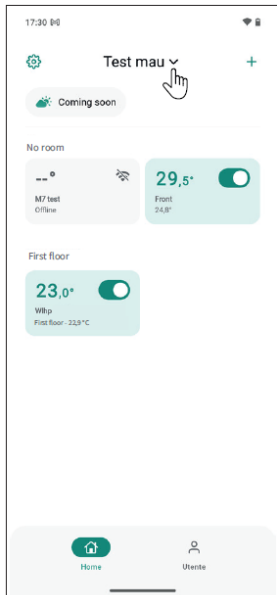 17:30
Test mau
Coming soon
No room
--°
M7 test
Offline
29,5°
Front
24,8°
First floor
23,0°
Wlhp
First floor - 22,9 °C
Home
Utente